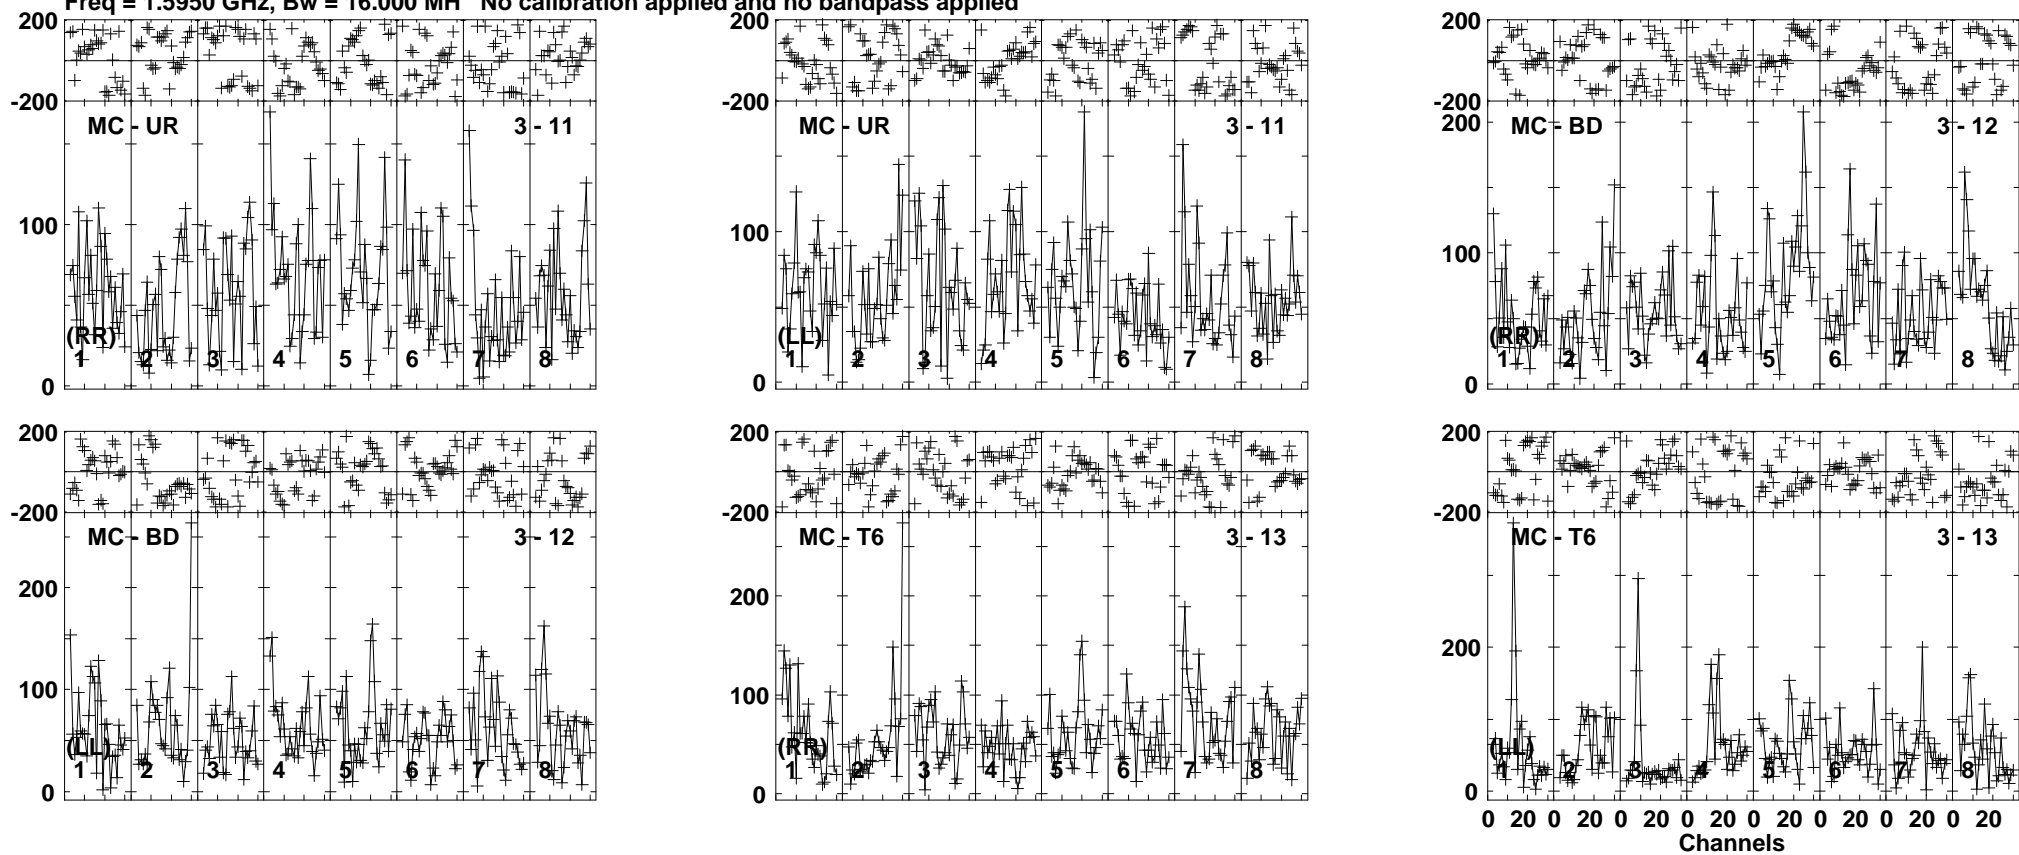 Freq = 1.5950 GHz, Bw = 16.000 MH No calibration applied and no bandpass applied
200
-200
MC - UR 3 - 11
100
(RR)
1 2 3 4 5 6 7 8
0
200
-200
MC - UR 3 - 11
100
(LL)
1 2 3 4 5 6 7 8
0
200
-200
200
MC - BD 3 - 12
100
(RR)
1 2 3 4 5 6 7 8
0
200
-200
MC - BD 3 - 12
200
100
(LL)
1 2 3 4 5 6 7 8
0
200
-200
MC - T6 3 - 13
200
100
(RR)
1 2 3 4 5 6 7 8
0
200
-200
MC - T6 3 - 13
200
(LL)
1 2 3 4 5 6 7 8
0
0 20 0 20 0 20 0 20 0 20 0 20 0 20 0 20
Channels